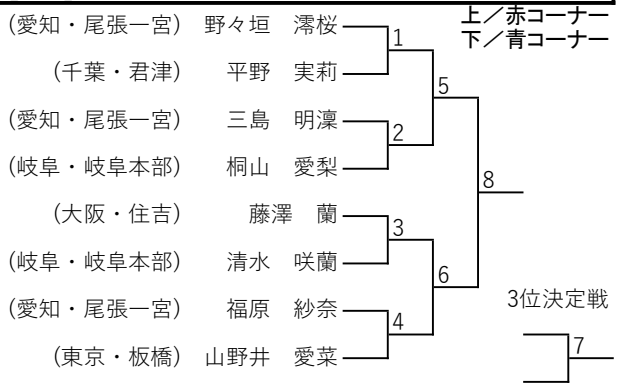 上／赤コーナー
下／青コーナー
(愛知・尾張一宮) 野々垣 澪桜
1
(千葉・君津) 平野 実莉
5
(愛知・尾張一宮) 三島 明凜
2
(岐阜・岐阜本部) 桐山 愛梨
8
(大阪・住吉) 藤澤 蘭
3
(岐阜・岐阜本部) 清水 咲蘭
6
(愛知・尾張一宮) 福原 紗奈
4
(東京・板橋) 山野井 愛菜
3位決定戦
7